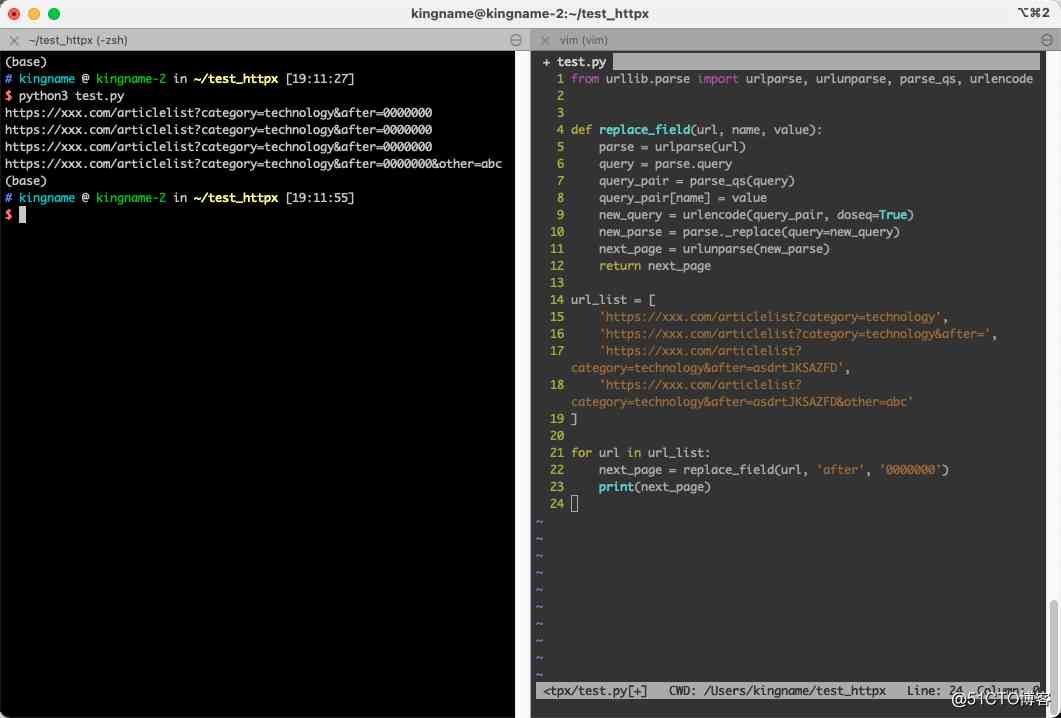 kingname@kingname-2:~/test_httpx
⌥⌘2
~/test_httpx (-zsh)
(base)
# kingname @ kingname-2 in ~/test_httpx [19:11:27]
$ python3 test.py
https://xxx.com/articlelist?category=technology&after=0000000
https://xxx.com/articlelist?category=technology&after=0000000
https://xxx.com/articlelist?category=technology&after=0000000
https://xxx.com/articlelist?category=technology&after=0000000&other=abc
(base)
# kingname @ kingname-2 in ~/test_httpx [19:11:55]
$
vim (vim)
+ test.py
1 from urllib.parse import urlparse, urlunparse, parse_qs, urlencode
2
3
4 def replace_field(url, name, value):
5     parse = urlparse(url)
6     query = parse.query
7     query_pair = parse_qs(query)
8     query_pair[name] = value
9     new_query = urlencode(query_pair, doseq=True)
10     new_parse = parse._replace(query=new_query)
11     next_page = urlunparse(new_parse)
12     return next_page
13
14 url_list = [
15     'https://xxx.com/articlelist?category=technology',
16     'https://xxx.com/articlelist?category=technology&after=',
17     'https://xxx.com/articlelist?
category=technology&after=asdrtJKSAZFD',
18     'https://xxx.com/articlelist?
category=technology&after=asdrtJKSAZFD&other=abc'
19 ]
20
21 for url in url_list:
22     next_page = replace_field(url, 'after', '0000000')
23     print(next_page)
24
~
~
~
~
~
~
~
~
~
~
<tpx/test.py[+]   CWD: /Users/kingname/test_httpx   Line: 24  Column: 0
@51CTO博客